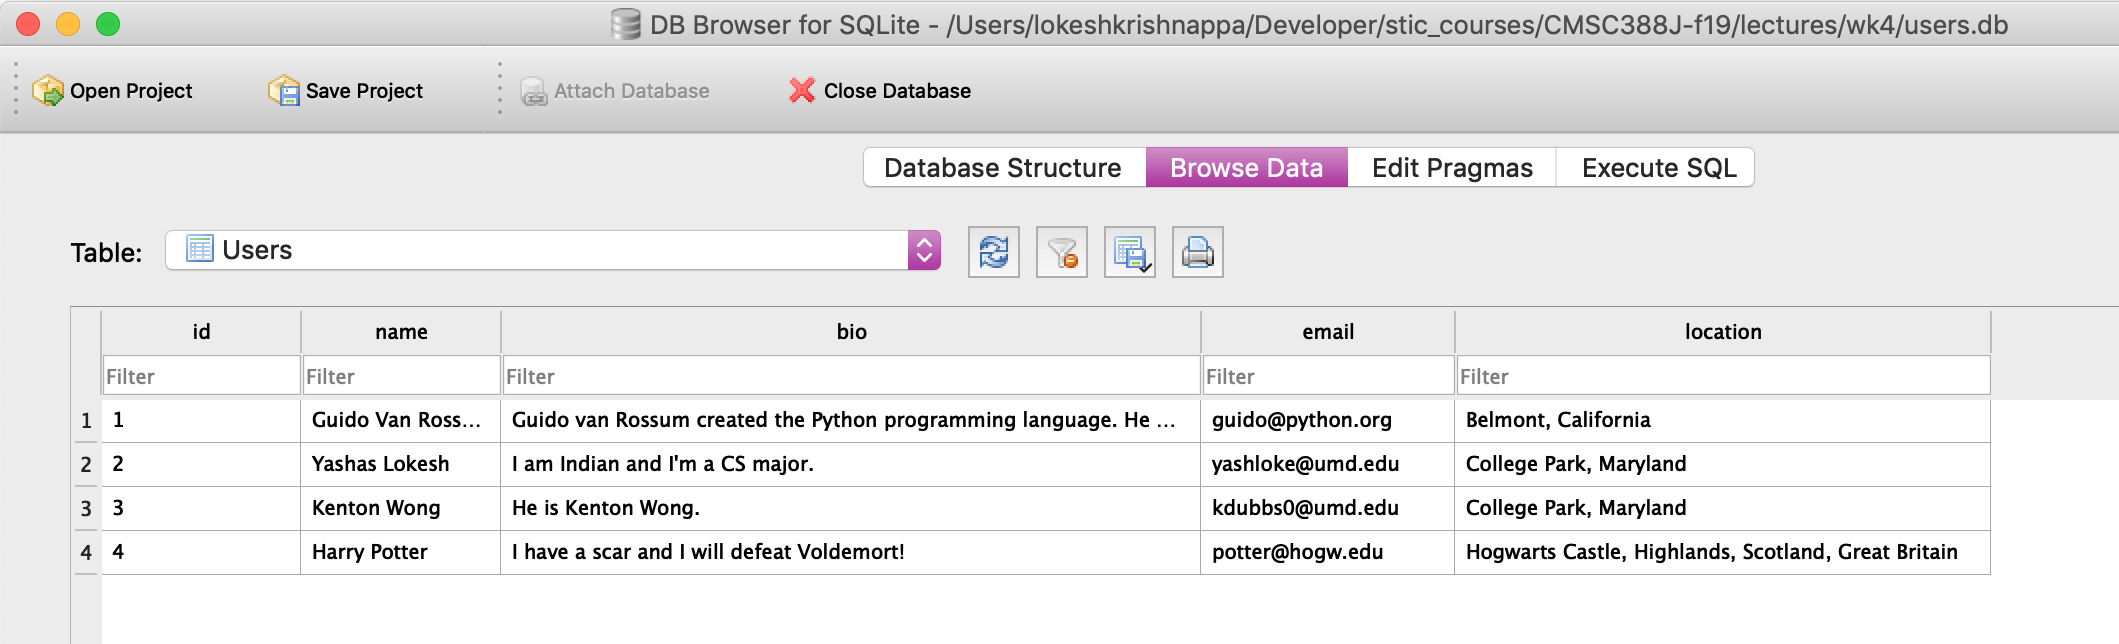 DB Browser for SQLite - /Users/lokeshkrishnappa/Developer/stic_courses/CMSC388J-f19/lectures/wk4/users.db
Open Project Save Project Attach Database Close Database
Database Structure Browse Data Edit Pragmas Execute SQL
Table: Users
id name bio email location
Filter Filter Filter Filter Filter
1 1 Guido Van Ross... Guido van Rossum created the Python programming language. He ... guido@python.org Belmont, California
2 2 Yashas Lokesh I am Indian and I'm a CS major. yashloke@umd.edu College Park, Maryland
3 3 Kenton Wong He is Kenton Wong. kdubbs0@umd.edu College Park, Maryland
4 4 Harry Potter I have a scar and I will defeat Voldemort! potter@hogw.edu Hogwarts Castle, Highlands, Scotland, Great Britain